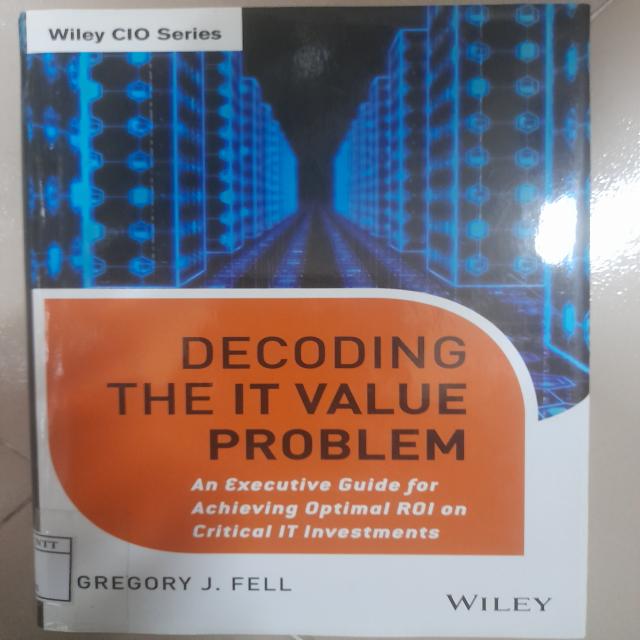 Wiley CIO Series
DECODING
THE IT VALUE
PROBLEM
An Executive Guide for
Achieving Optimal ROI on
Critical IT Investments
GREGORY J. FELL
WILEY